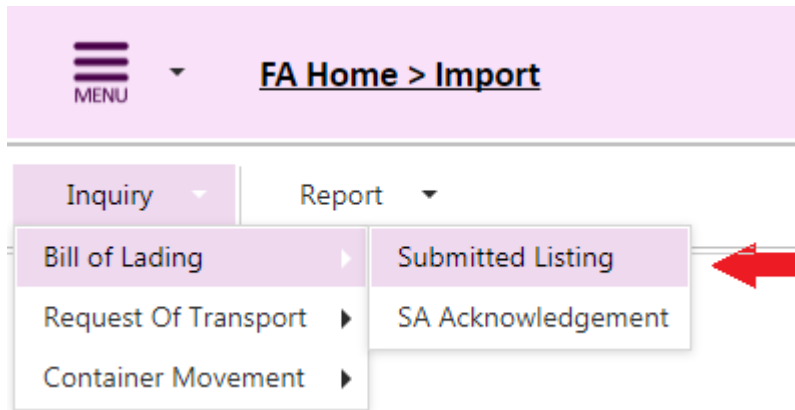 MENU
FA Home > Import
Inquiry Report
Bill of Lading Submitted Listing
Request Of Transport SA Acknowledgement
Container Movement